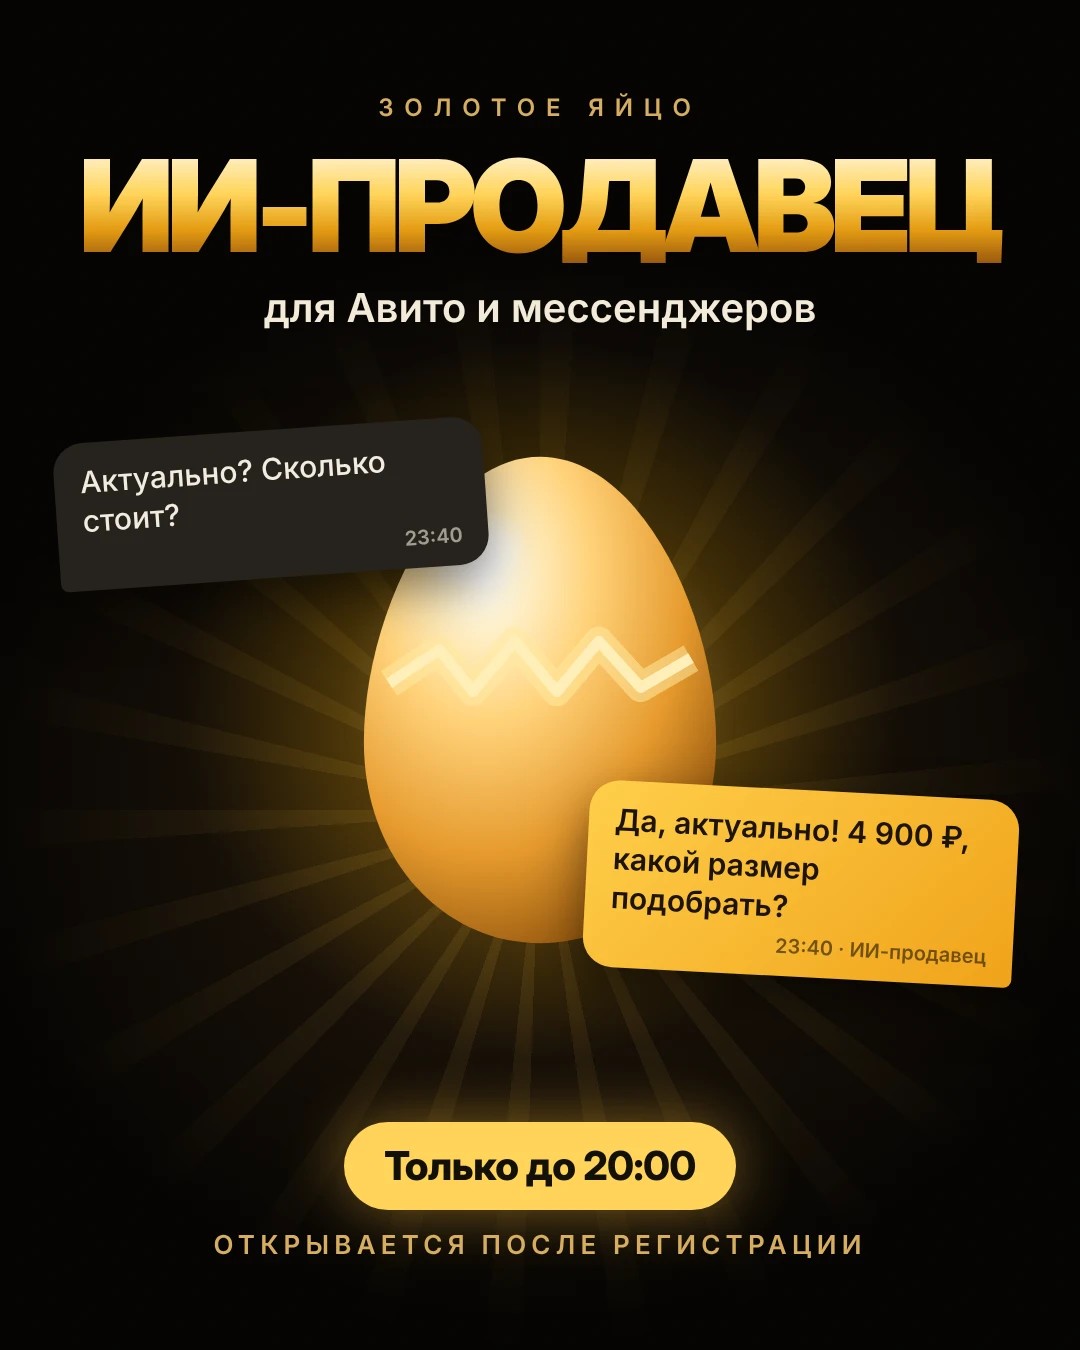 ЗОЛОТОЕ ЯЙЦО
ИИ-ПРОДАВЕЦ
для Авито и мессенджеров
Актуально? Сколько
стоит?
23:40
Да, актуально! 4 900 ₽,
какой размер
подобрать?
23:40 · ИИ-продавец
Только до 20:00
ОТКРЫВАЕТСЯ ПОСЛЕ РЕГИСТРАЦИИ